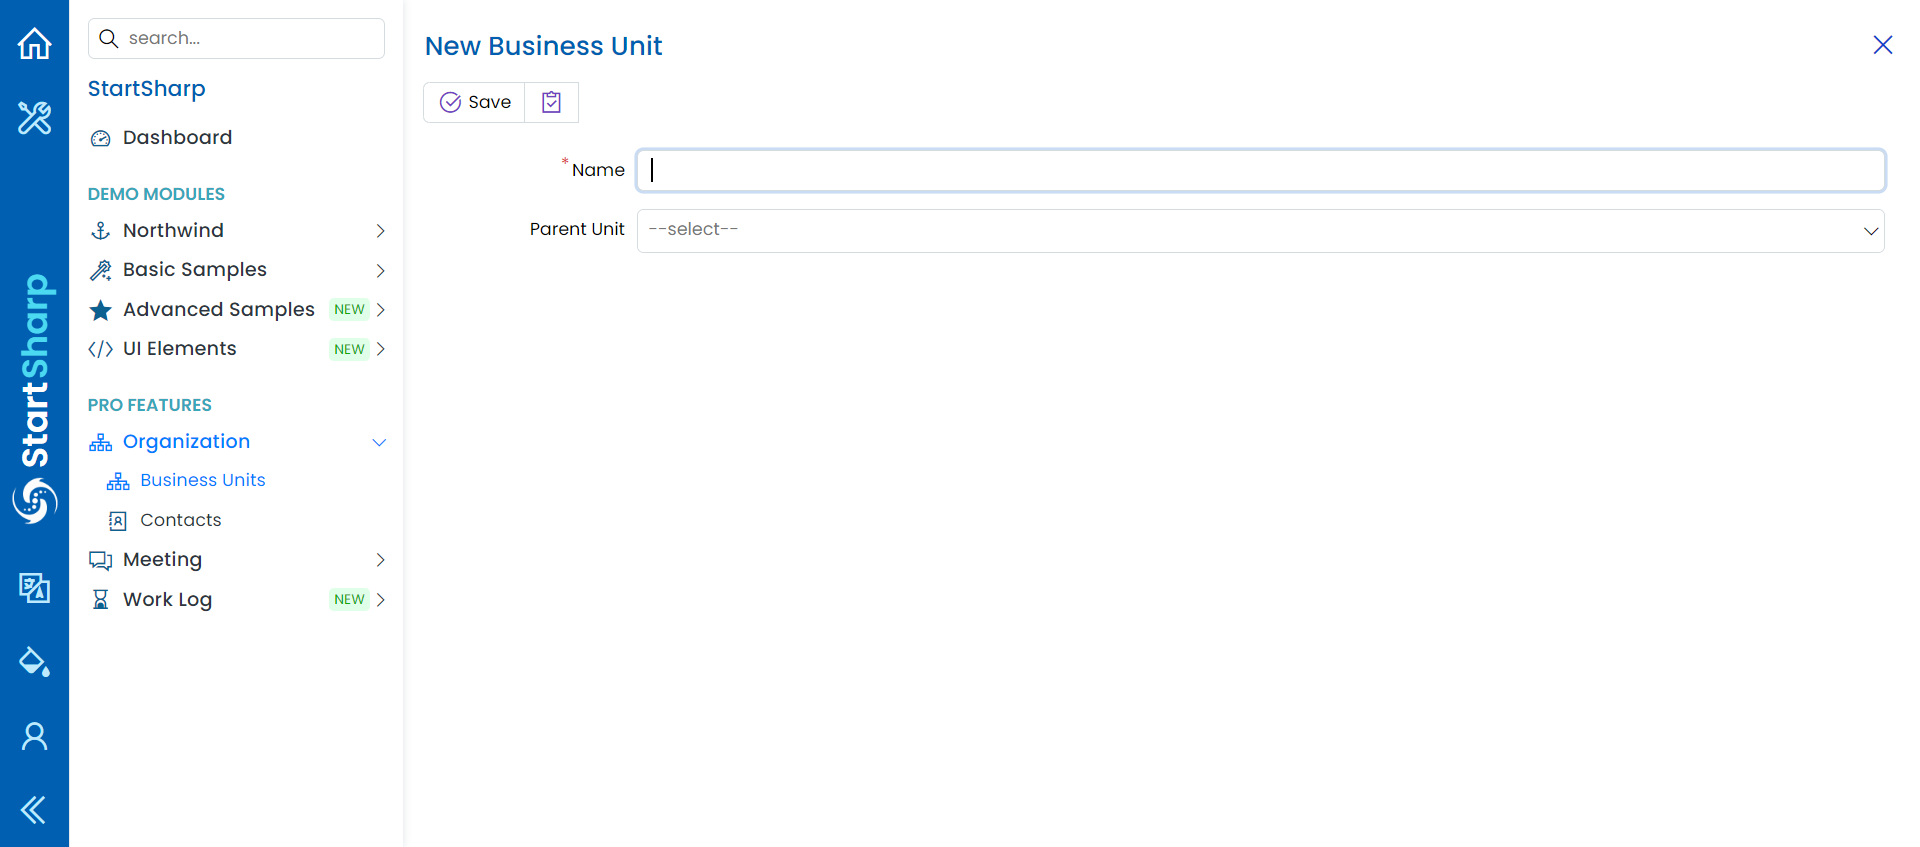 search...
StartSharp
Dashboard
DEMO MODULES
Northwind
Basic Samples
Advanced Samples NEW
UI Elements NEW
PRO FEATURES
Organization
Business Units
Contacts
Meeting
Work Log NEW
StartSharp
New Business Unit
Save
*Name
Parent Unit --select--